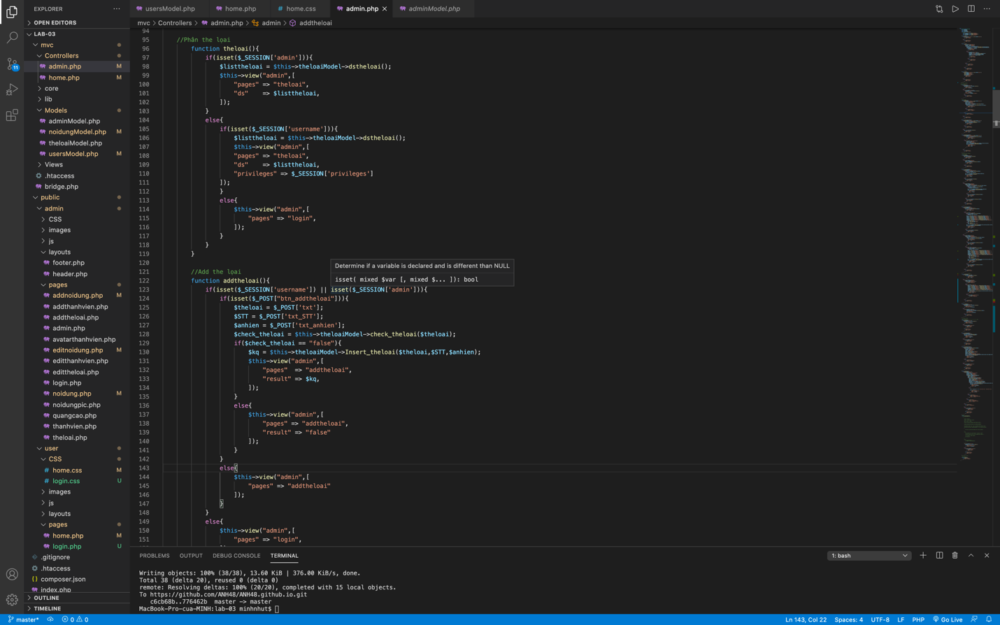 EXPLORER
···
OPEN EDITORS
LAB-03
mvc
Controllers
admin.php M
home.php M
core
lib
Models
adminModel.php
noidungModel.php M
theloaiModel.php
usersModel.php M
Views
.htaccess
bridge.php
public
admin
CSS
images
js
layouts
footer.php
header.php
pages
addnoidung.php M
addthanhvien.php
addtheloai.php
admin.php
avatarthanhvien.php
editnoidung.php M
editthanhvien.php
edittheloai.php
login.php
noidung.php M
noidungpic.php
quangcao.php
thanhvien.php
theloai.php
user
CSS
# home.css M
# login.css U
images
js
layouts
pages
home.php M
login.php U
.gitignore
.htaccess
{} composer.json
index.php
OUTLINE
TIMELINE
11
usersModel.php
home.php
# home.css
admin.php ×
adminModel.php
mvc > Controllers > admin.php > admin > addtheloai
94
95 //Phân the lọai
96 function theloai(){
97 if(isset($_SESSION['admin'])){
98 $listtheloai = $this->theloaiModel->dstheloai();
99 $this->view("admin",[
100 "pages" => "theloai",
101 "ds" => $listtheloai,
102 ]);
103 }
104 else{
105 if(isset($_SESSION['username'])){
106 $listtheloai = $this->theloaiModel->dstheloai();
107 $this->view("admin",[
108 "pages" => "theloai",
109 "ds" => $listtheloai,
110 "privileges" => $_SESSION['privileges']
111 ]);
112 }
113 else{
114 $this->view("admin",[
115 "pages" => "login",
116 ]);
117 }
118 }
119 }
120
121 //Add the lọai
122 function addtheloai(){
Determine if a variable is declared and is different than NULL
isset( mixed $var [, mixed $... ]): bool
123 if(isset($_SESSION['username']) || isset($_SESSION['admin'])){
124 if(isset($_POST["btn_addtheloai"])){
125 $theloai = $_POST['txt'];
126 $STT = $_POST['txt_STT'];
127 $anhien = $_POST['txt_anhien'];
128 $check_theloai = $this->theloaiModel->check_theloai($theloai);
129 if($check_theloai == "false"){
130 $kq = $this->theloaiModel->Insert_theloai($theloai,$STT,$anhien);
131 $this->view("admin",[
132 "pages" => "addtheloai",
133 "result" => $kq,
134 ]);
135 }
136 else{
137 $this->view("admin",[
138 "pages" => "addtheloai",
139 "result" => "false"
140 ]);
141 }
142 }
143 else{
144 $this->view("admin",[
145 "pages" => "addtheloai"
146 ]);
147 }
148 }
149 else{
150 $this->view("admin",[
151 "pages" => "login",
PROBLEMS OUTPUT DEBUG CONSOLE TERMINAL
1: bash
Writing objects: 100% (38/38), 13.60 KiB | 376.00 KiB/s, done.
Total 38 (delta 20), reused 0 (delta 0)
remote: Resolving deltas: 100% (20/20), completed with 15 local objects.
To https://github.com/ANH48/ANH48.github.io.git
c6cb68b..776462b master -> master
MacBook-Pro-cua-MINH:lab-03 minhnhut$
master*
0 0
Ln 143, Col 22
Spaces: 4
UTF-8
LF
PHP
Go Live